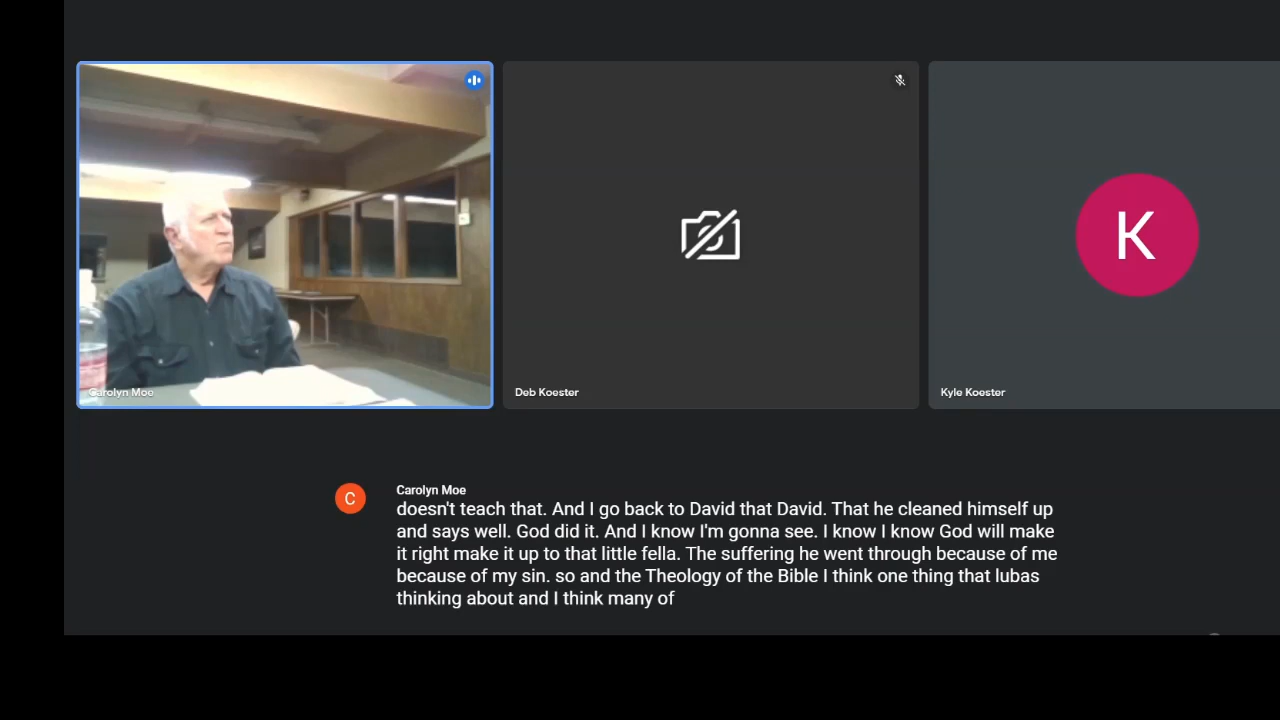 Carolyn Moe
Deb Koester
K
Kyle Koester
C
Carolyn Moe
doesn't teach that. And I go back to David that David. That he cleaned himself up
and says well. God did it. And I know I'm gonna see. I know I know God will make
it right make it up to that little fella. The suffering he went through because of me
because of my sin. so and the Theology of the Bible I think one thing that lubas
thinking about and I think many of